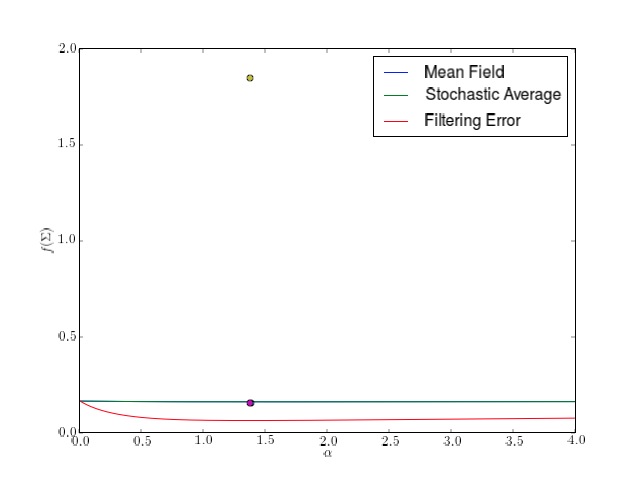 2.0
Mean Field
Stochastic Average
Filtering Error
1.5
1.0
f(Σ)
0.5
0.0
0.0 0.5 1.0 1.5 2.0 2.5 3.0 3.5 4.0
α